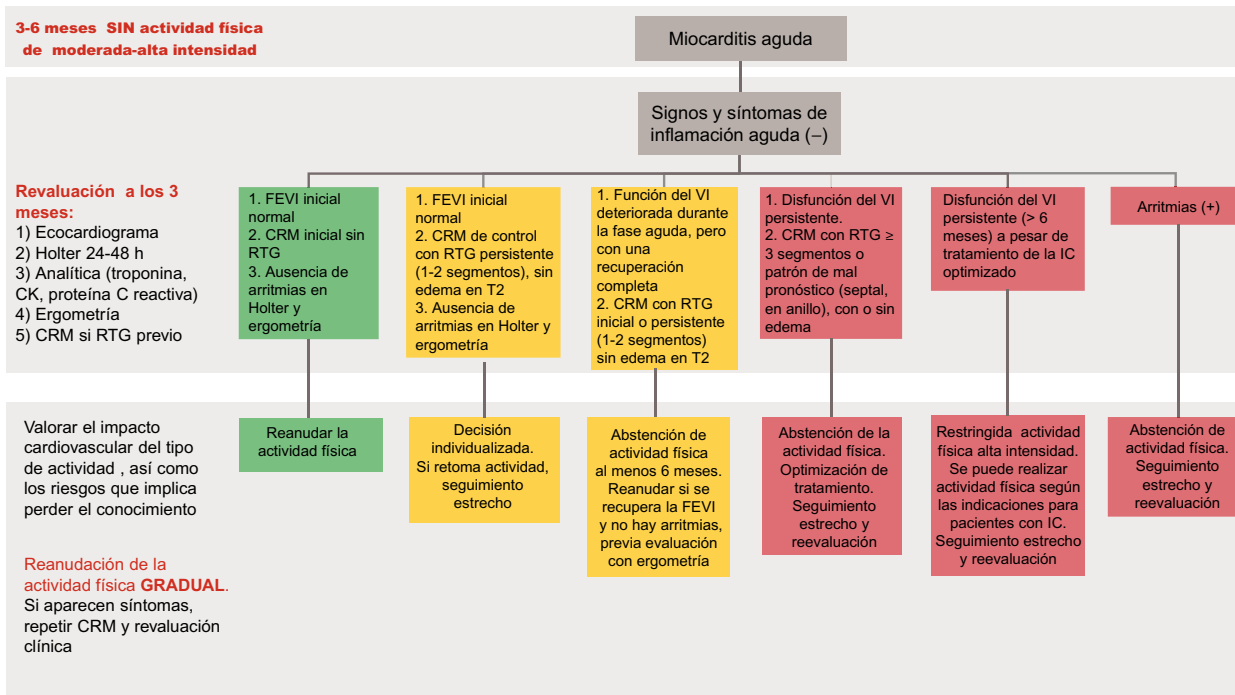 3-6 meses SIN actividad física
de moderada-alta intensidad
Miocarditis aguda
Signos y síntomas de
inflamación aguda (−)
Revaluación a los 3
meses:
1) Ecocardiograma
2) Holter 24-48 h
3) Analítica (troponina,
CK, proteína C reactiva)
4) Ergometría
5) CRM si RTG previo
1. FEVI inicial
normal
2. CRM inicial sin
RTG
3. Ausencia de
arritmias en
Holter y
ergometría
1. FEVI inicial
normal
2. CRM de control
con RTG persistente
(1-2 segmentos), sin
edema en T2
3. Ausencia de
arritmias en Holter y
ergometría
1. Función del VI
deteriorada durante
la fase aguda, pero
con una
recuperación
completa
2. CRM con RTG
inicial o persistente
(1-2 segmentos)
sin edema en T2
1. Disfunción del VI
persistente.
2. CRM con RTG ≥
3 segmentos o
patrón de mal
pronóstico (septal,
en anillo), con o sin
edema
Disfunción del VI
persistente (> 6
meses) a pesar de
tratamiento de la IC
optimizado
Arritmias (+)
Valorar el impacto
cardiovascular del tipo
de actividad , así como
los riesgos que implica
perder el conocimiento
Reanudación de la
actividad física GRADUAL.
Si aparecen síntomas,
repetir CRM y revaluación
clínica
Reanudar la
actividad física
Decisión
individualizada.
Si retoma actividad,
seguimiento
estrecho
Abstención de
actividad física
al menos 6 meses.
Reanudar si se
recupera la FEVI
y no hay arritmias,
previa evaluación
con ergometría
Abstención de la
actividad física.
Optimización de
tratamiento.
Seguimiento
estrecho y
reevaluación
Restringida actividad
física alta intensidad.
Se puede realizar
actividad física según
las indicaciones para
pacientes con IC.
Seguimiento estrecho
y reevaluación
Abstención de
actividad física.
Seguimiento
estrecho y
reevaluación